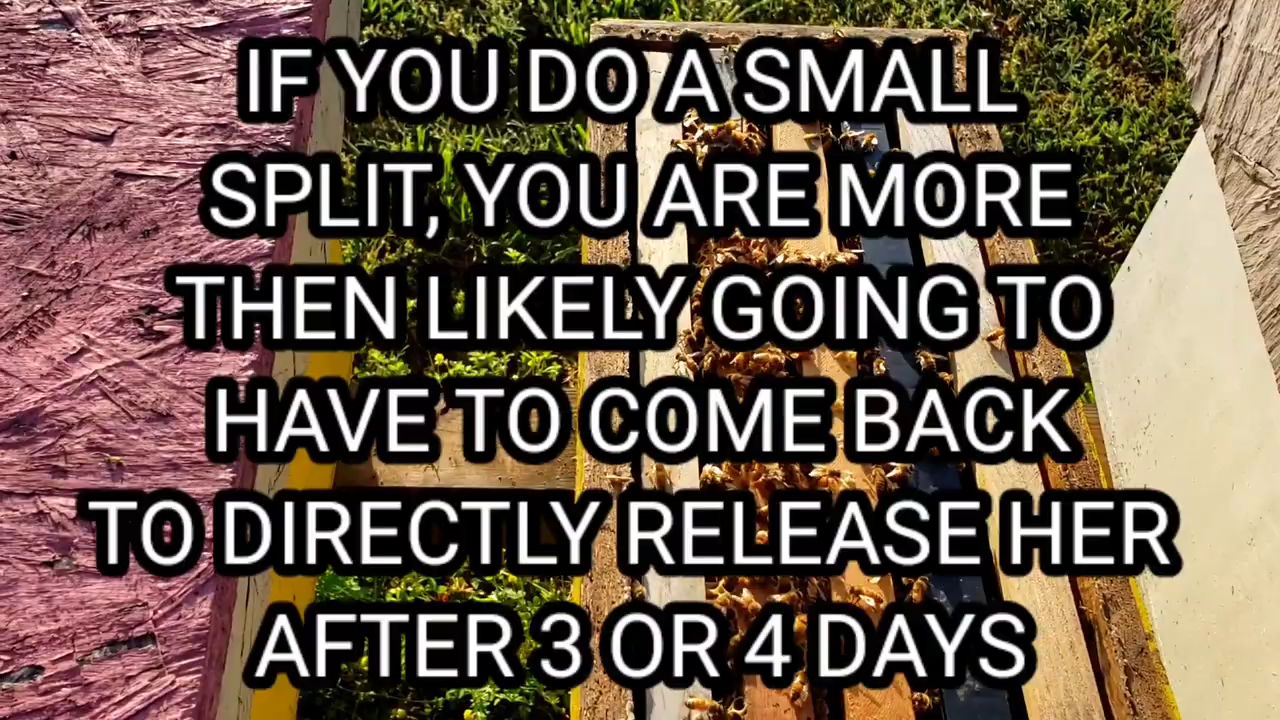 IF YOU DO A SMALL
SPLIT, YOU ARE MORE
THEN LIKELY GOING TO
HAVE TO COME BACK
TO DIRECTLY RELEASE HER
AFTER 3 OR 4 DAYS